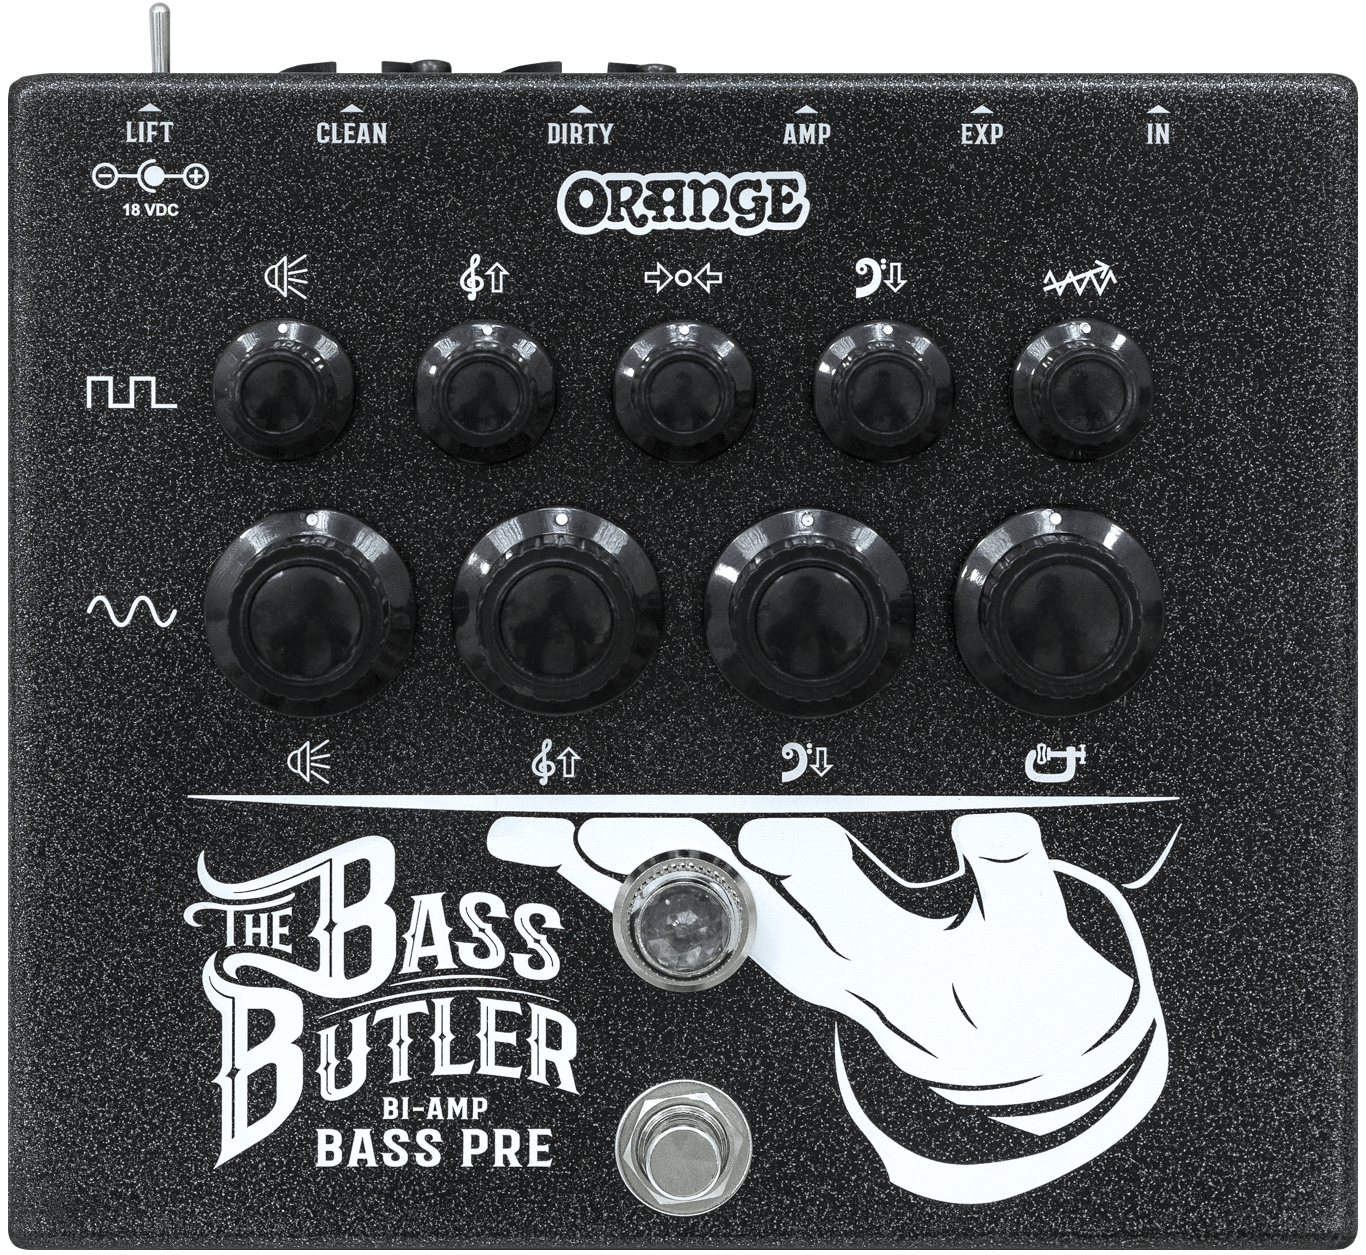 LIFT CLEAN DIRTY AMP EXP IN
18 VDC
ORANGE
THE BASS
BUTLER
BI-AMP
BASS PRE